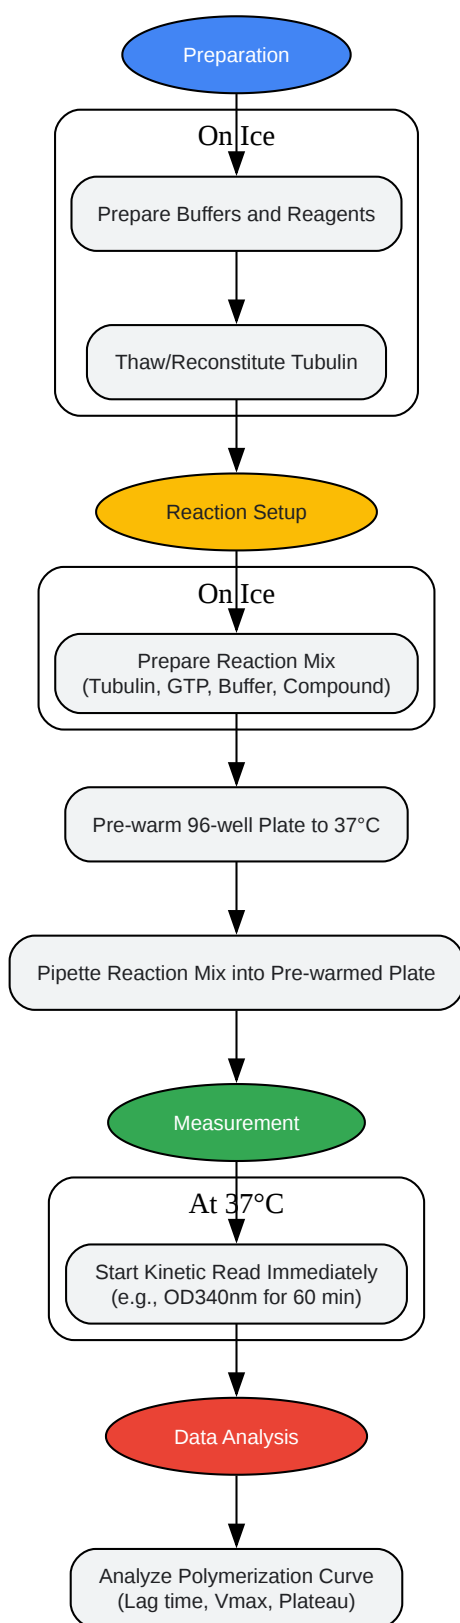 Preparation
On Ice
Prepare Buffers and Reagents
Thaw/Reconstitute Tubulin
Reaction Setup
On Ice
Prepare Reaction Mix
(Tubulin, GTP, Buffer, Compound)
Pre-warm 96-well Plate to 37°C
Pipette Reaction Mix into Pre-warmed Plate
Measurement
At 37°C
Start Kinetic Read Immediately
(e.g., OD340nm for 60 min)
Data Analysis
Analyze Polymerization Curve
(Lag time, Vmax, Plateau)